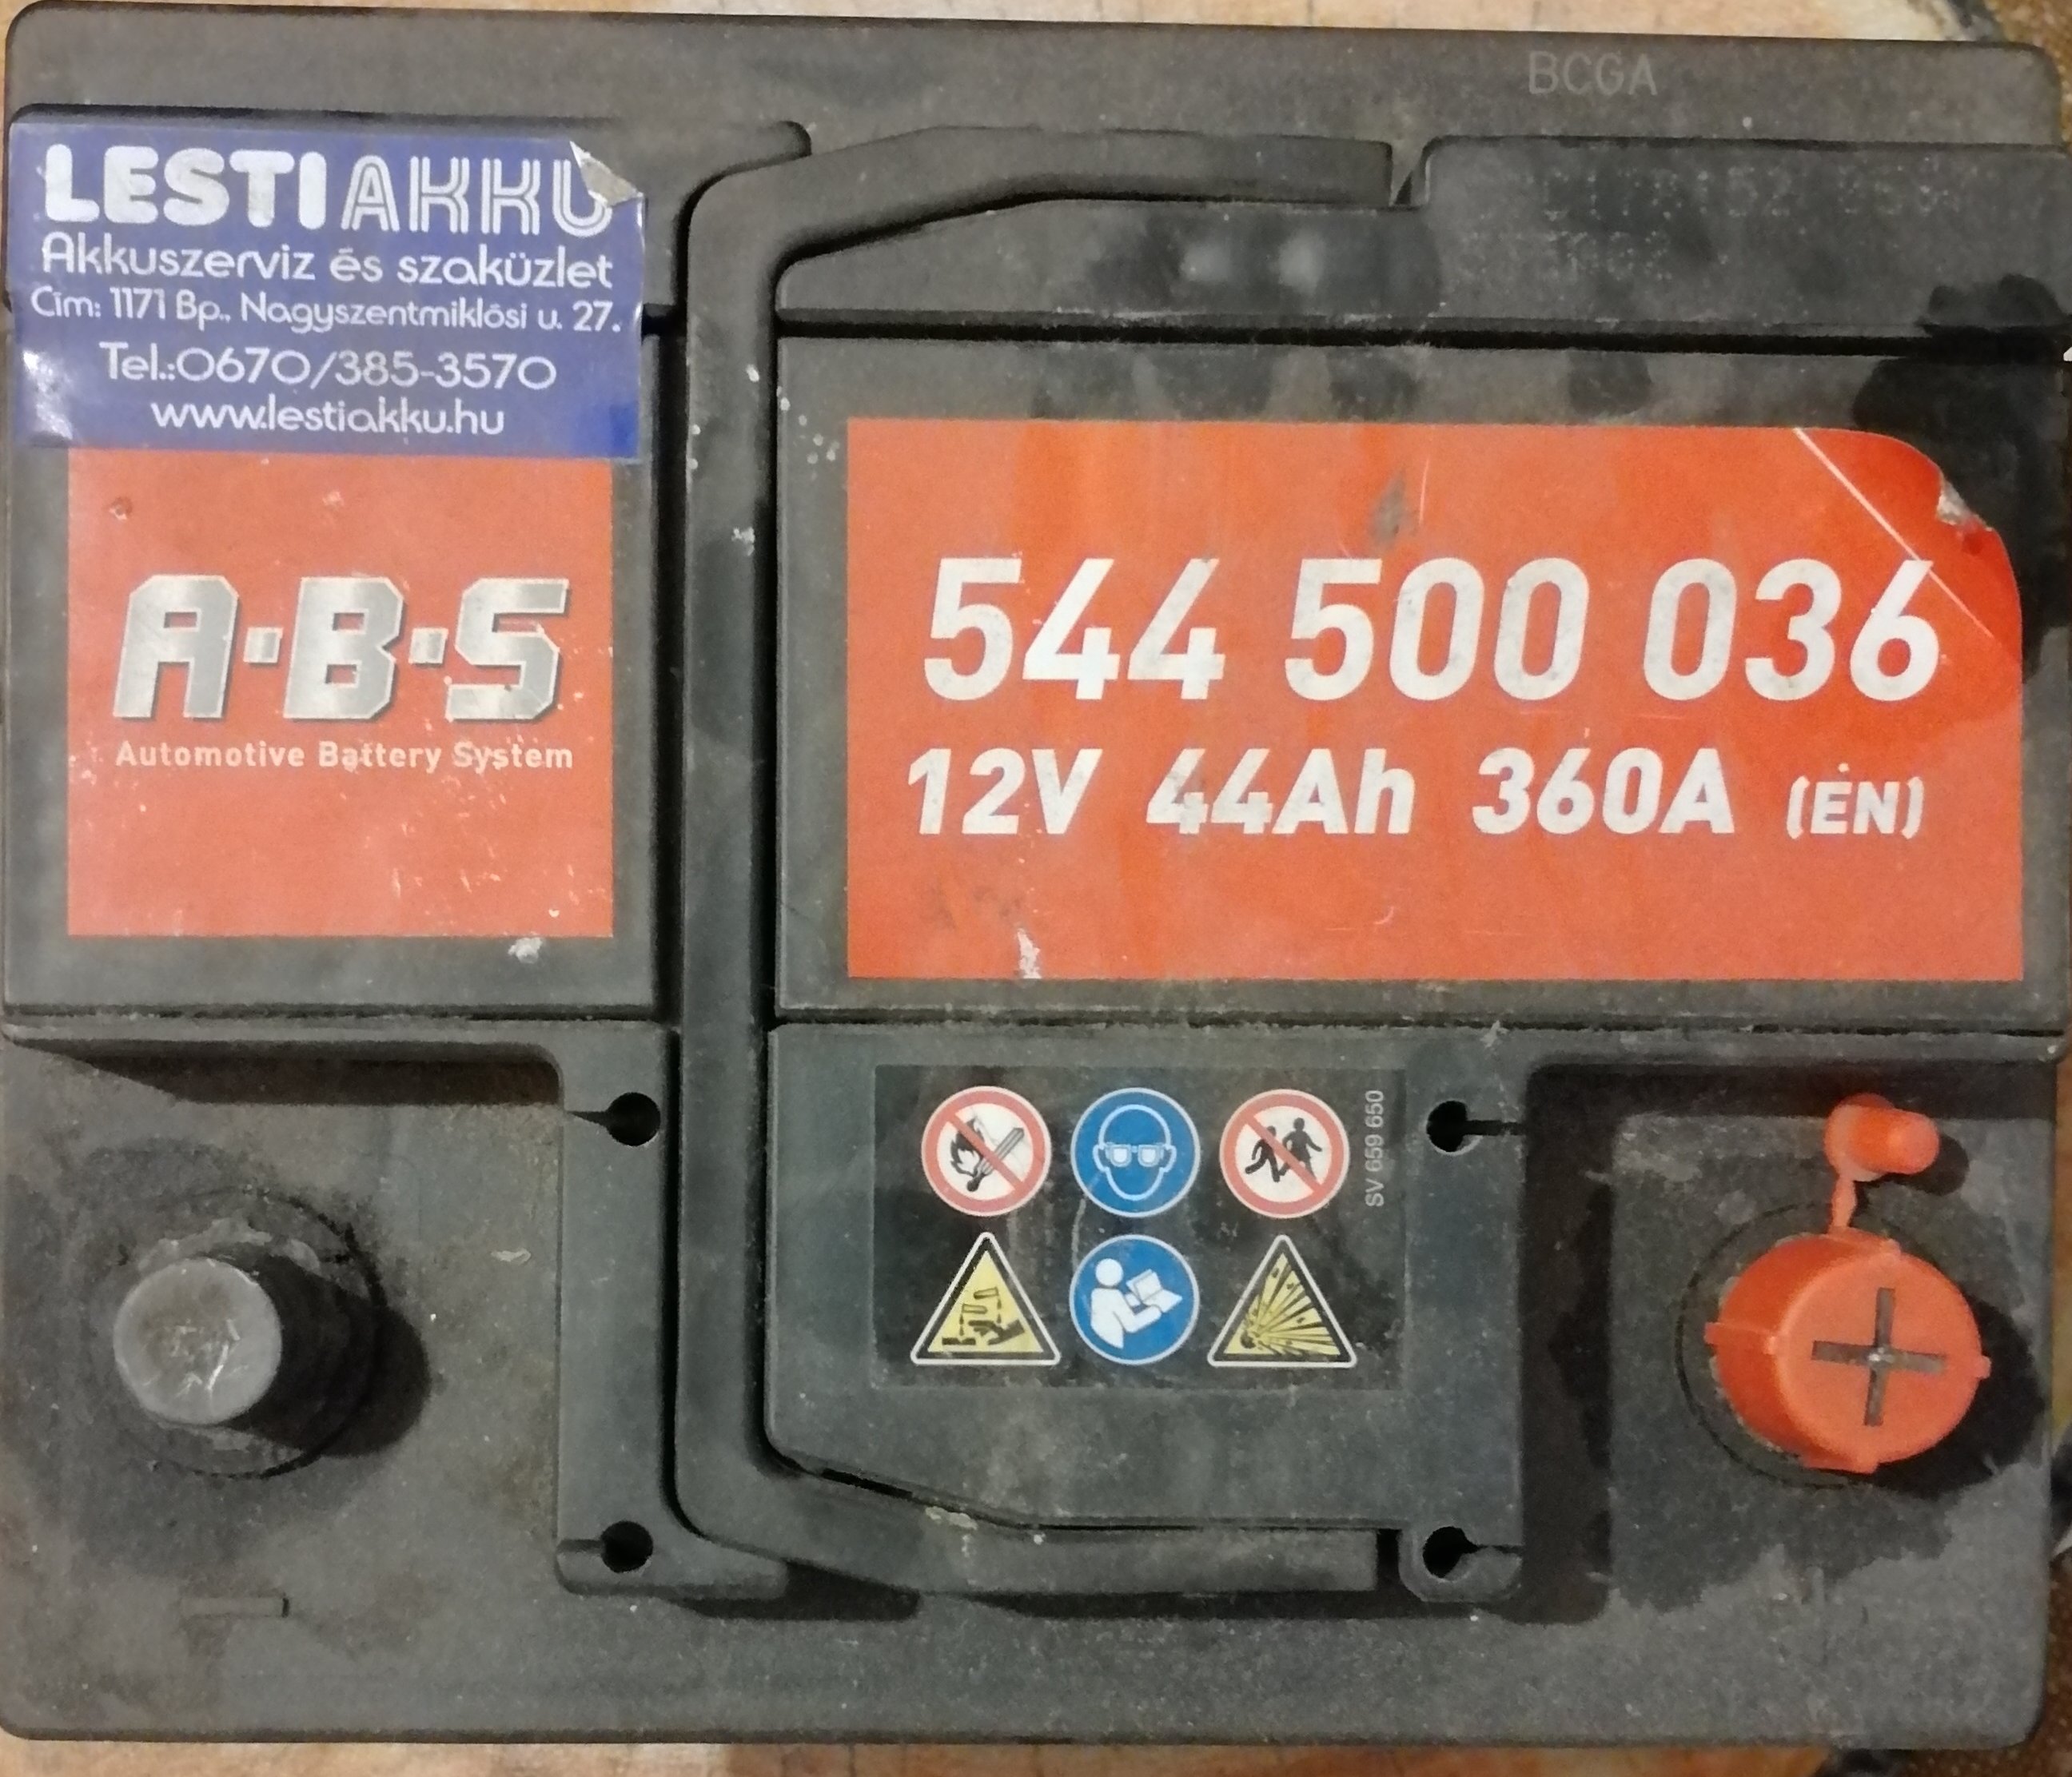 BCGA
LESTI AKKU
Akkuszerviz és szaküzlet
Cím: 1171 Bp., Nagyszentmiklósi u. 27.
Tel.:0670/385-3570
www.lestiakku.hu
A·B·S
Automotive Battery System
544 500 036
12V 44Ah 360A (EN)
SV 659 650